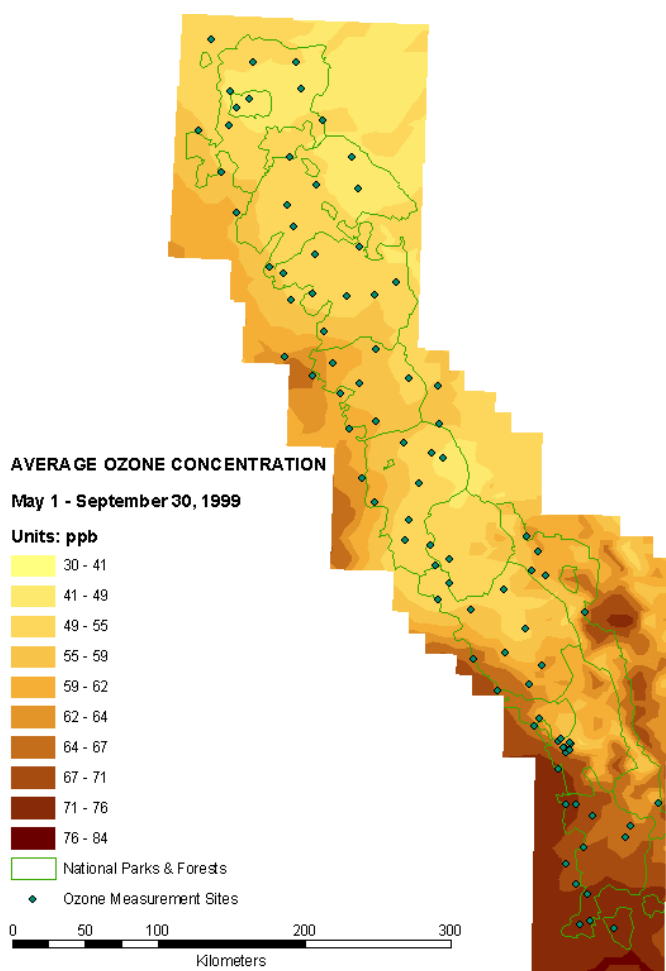 AVERAGE OZONE CONCENTRATION
May 1 - September 30, 1999
Units: ppb
30 - 41
41 - 49
49 - 55
55 - 59
59 - 62
62 - 64
64 - 67
67 - 71
71 - 76
76 - 84
National Parks & Forests
Ozone Measurement Sites
0 50 100 200 300
Kilometers